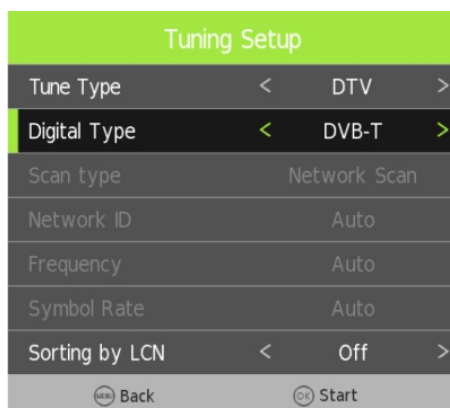 Tuning Setup
Tune Type < DTV >
Digital Type < DVB-T >
Scan type Network Scan
Network ID Auto
Frequency Auto
Symbol Rate Auto
Sorting by LCN < Off >
MENU Back OK Start